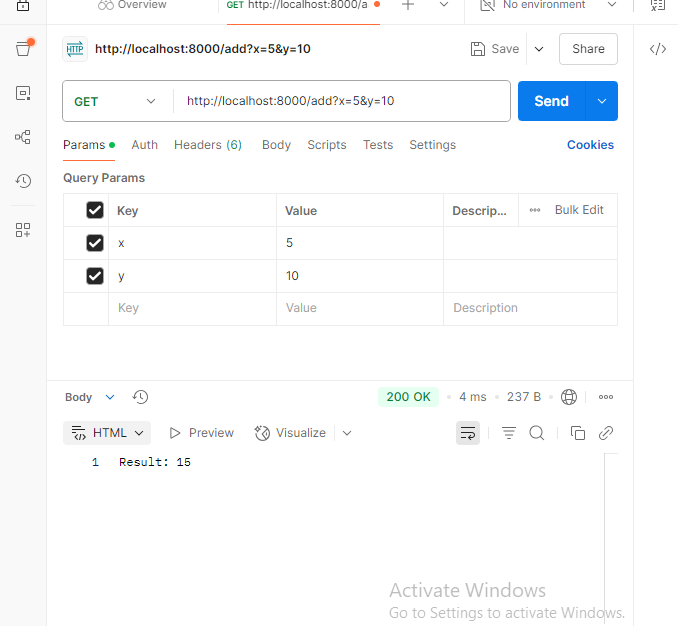 Overview
GET http://localhost:8000/a
No environment
HTTP http://localhost:8000/add?x=5&y=10
Save
Share
GET
http://localhost:8000/add?x=5&y=10
Send
Params Auth Headers (6) Body Scripts Tests Settings
Cookies
Query Params
Key Value Descrip... Bulk Edit
x 5
y 10
Key Value Description
Body 200 OK 4 ms 237 B
HTML Preview Visualize
1 Result: 15
Activate Windows
Go to Settings to activate Windows.